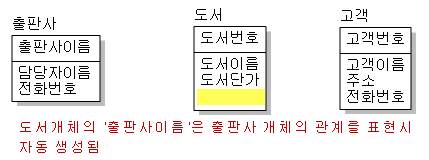 출판사
출판사이름
담당자이름
전화번호
도서
도서번호
도서이름
도서단가
고객
고객번호
고객이름
주소
전화번호
도서개체의 '출판사이름'은 출판사 개체의 관계를 표현시
자동 생성됨